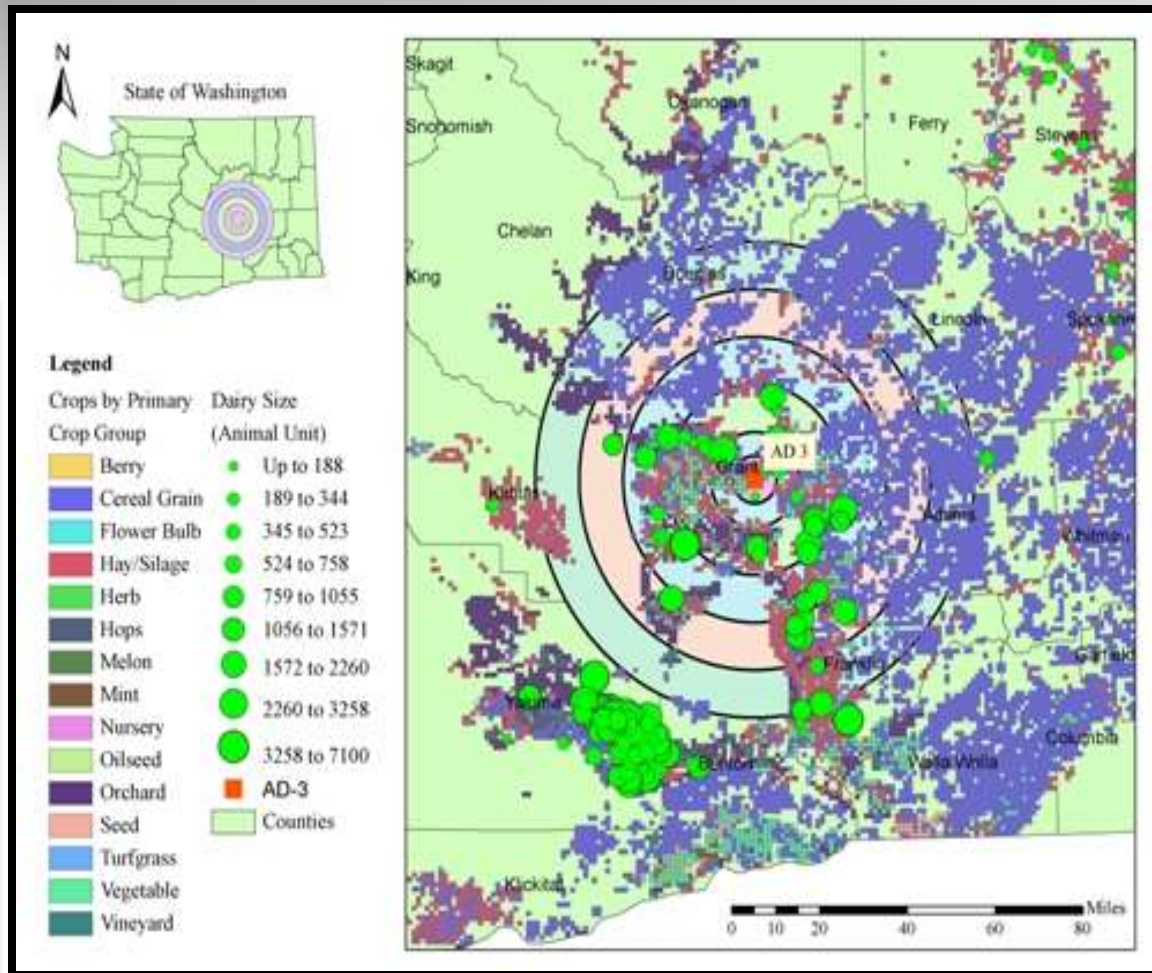 N
State of Washington
Legend
Crops by Primary
Crop Group
Berry
Cereal Grain
Flower Bulb
Hay/Silage
Herb
Hops
Melon
Mint
Nursery
Oilseed
Orchard
Seed
Turfgrass
Vegetable
Vineyard
Dairy Size
(Animal Unit)
Up to 188
189 to 344
345 to 523
524 to 758
759 to 1055
1056 to 1571
1572 to 2260
2260 to 3258
3258 to 7100
AD-3
Counties
Skagit
Okanogan
Snohomish
Ferry
Stevens
Chelan
King
Douglas
Lincoln
Spokane
AD 3
Grant
Kittitas
Adams
Whitman
Franklin
Garfield
Yakima
Columbia
Benton
Walla Walla
Klickitat
Miles
0 10 20 40 60 80